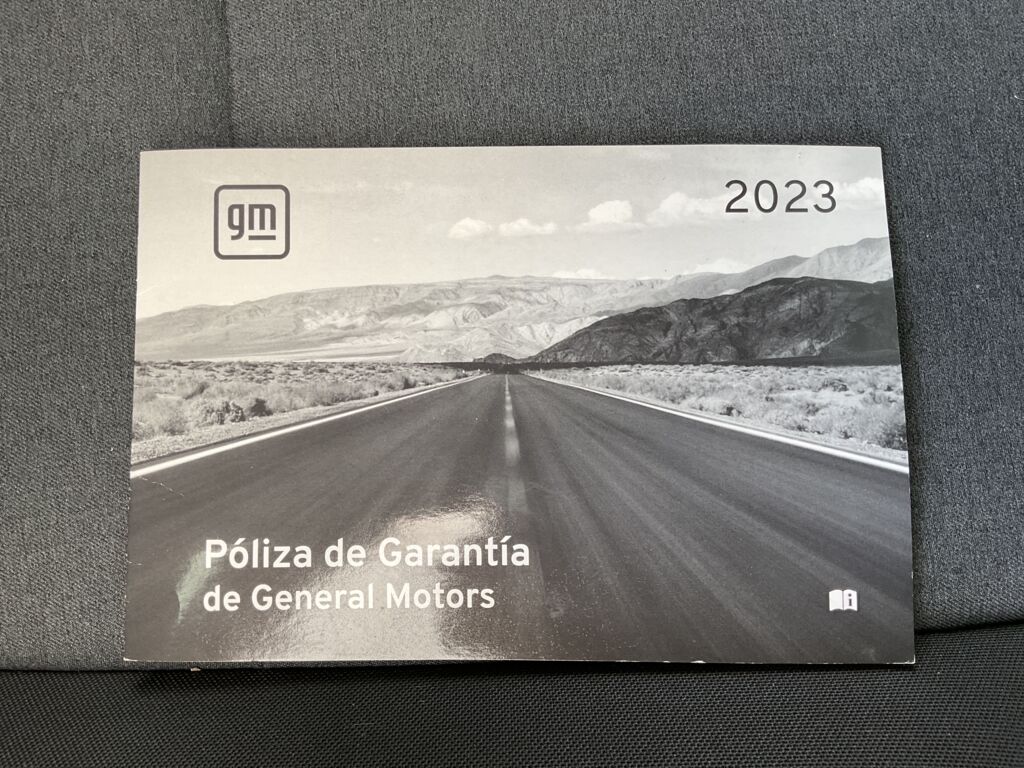 gm
2023
Póliza de Garantía
de General Motors
i